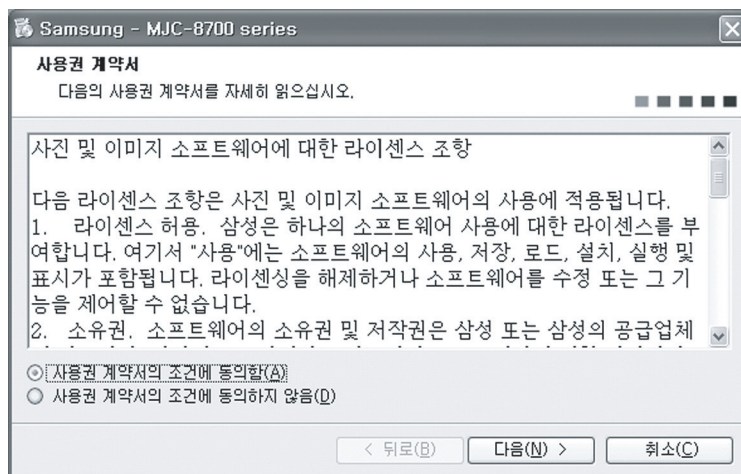 Samsung - MJC-8700 series
사용권 계약서
다음의 사용권 계약서를 자세히 읽으십시오.
사진 및 이미지 소프트웨어에 대한 라이센스 조항
다음 라이센스 조항은 사진 및 이미지 소프트웨어의 사용에 적용됩니다.
1. 라이센스 허용. 삼성은 하나의 소프트웨어 사용에 대한 라이센스를 부
여합니다. 여기서 "사용"에는 소프트웨어의 사용, 저장, 로드, 설치, 실행 및
표시가 포함됩니다. 라이센싱을 해제하거나 소프트웨어를 수정 또는 그 기
능을 제어할 수 없습니다.
2. 소유권. 소프트웨어의 소유권 및 저작권은 삼성 또는 삼성의 공급업체
사용권 계약서의 조건에 동의함(A)
사용권 계약서의 조건에 동의하지 않음(D)
< 뒤로(B) 다음(N) > 취소(C)